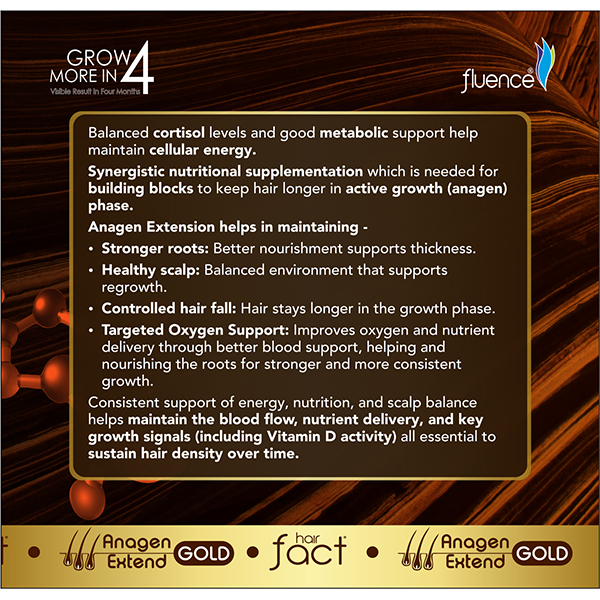 GROW
MORE IN 4
Visible Result In Four Months
fluence®
Balanced cortisol levels and good metabolic support help
maintain cellular energy.
Synergistic nutritional supplementation which is needed for
building blocks to keep hair longer in active growth (anagen)
phase.
Anagen Extension helps in maintaining -
• Stronger roots: Better nourishment supports thickness.
• Healthy scalp: Balanced environment that supports
regrowth.
• Controlled hair fall: Hair stays longer in the growth phase.
• Targeted Oxygen Support: Improves oxygen and nutrient
delivery through better blood support, helping and
nourishing the roots for stronger and more consistent
growth.
Consistent support of energy, nutrition, and scalp balance
helps maintain the blood flow, nutrient delivery, and key
growth signals (including Vitamin D activity) all essential to
sustain hair density over time.
t® • Anagen Extend GOLD • hair fact® • Anagen Extend GOLD •